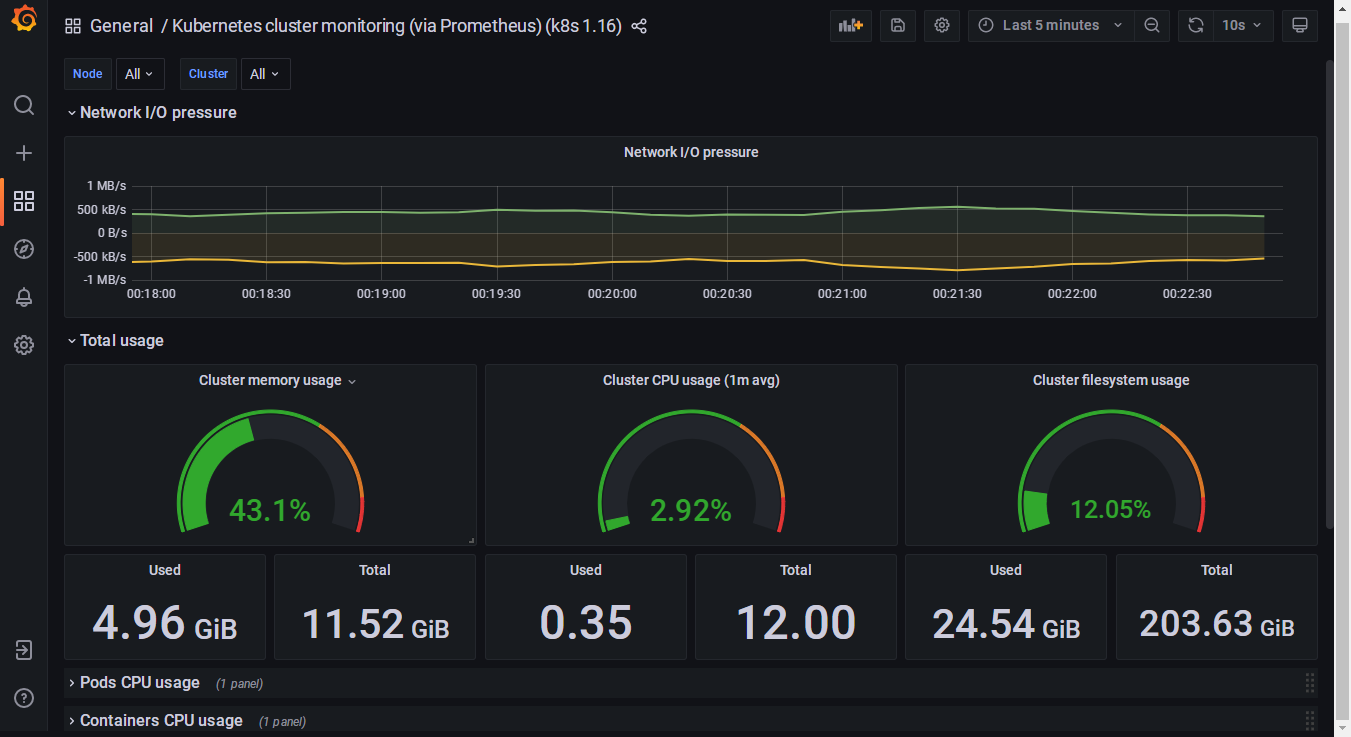 General / Kubernetes cluster monitoring (via Prometheus) (k8s 1.16)
Last 5 minutes
10s
Node All Cluster All
Network I/O pressure
Network I/O pressure
1 MB/s
500 kB/s
0 B/s
-500 kB/s
-1 MB/s
00:18:00 00:18:30 00:19:00 00:19:30 00:20:00 00:20:30 00:21:00 00:21:30 00:22:00 00:22:30
Total usage
Cluster memory usage
43.1%
Cluster CPU usage (1m avg)
2.92%
Cluster filesystem usage
12.05%
Used
4.96 GiB
Total
11.52 GiB
Used
0.35
Total
12.00
Used
24.54 GiB
Total
203.63 GiB
Pods CPU usage (1 panel)
Containers CPU usage (1 panel)